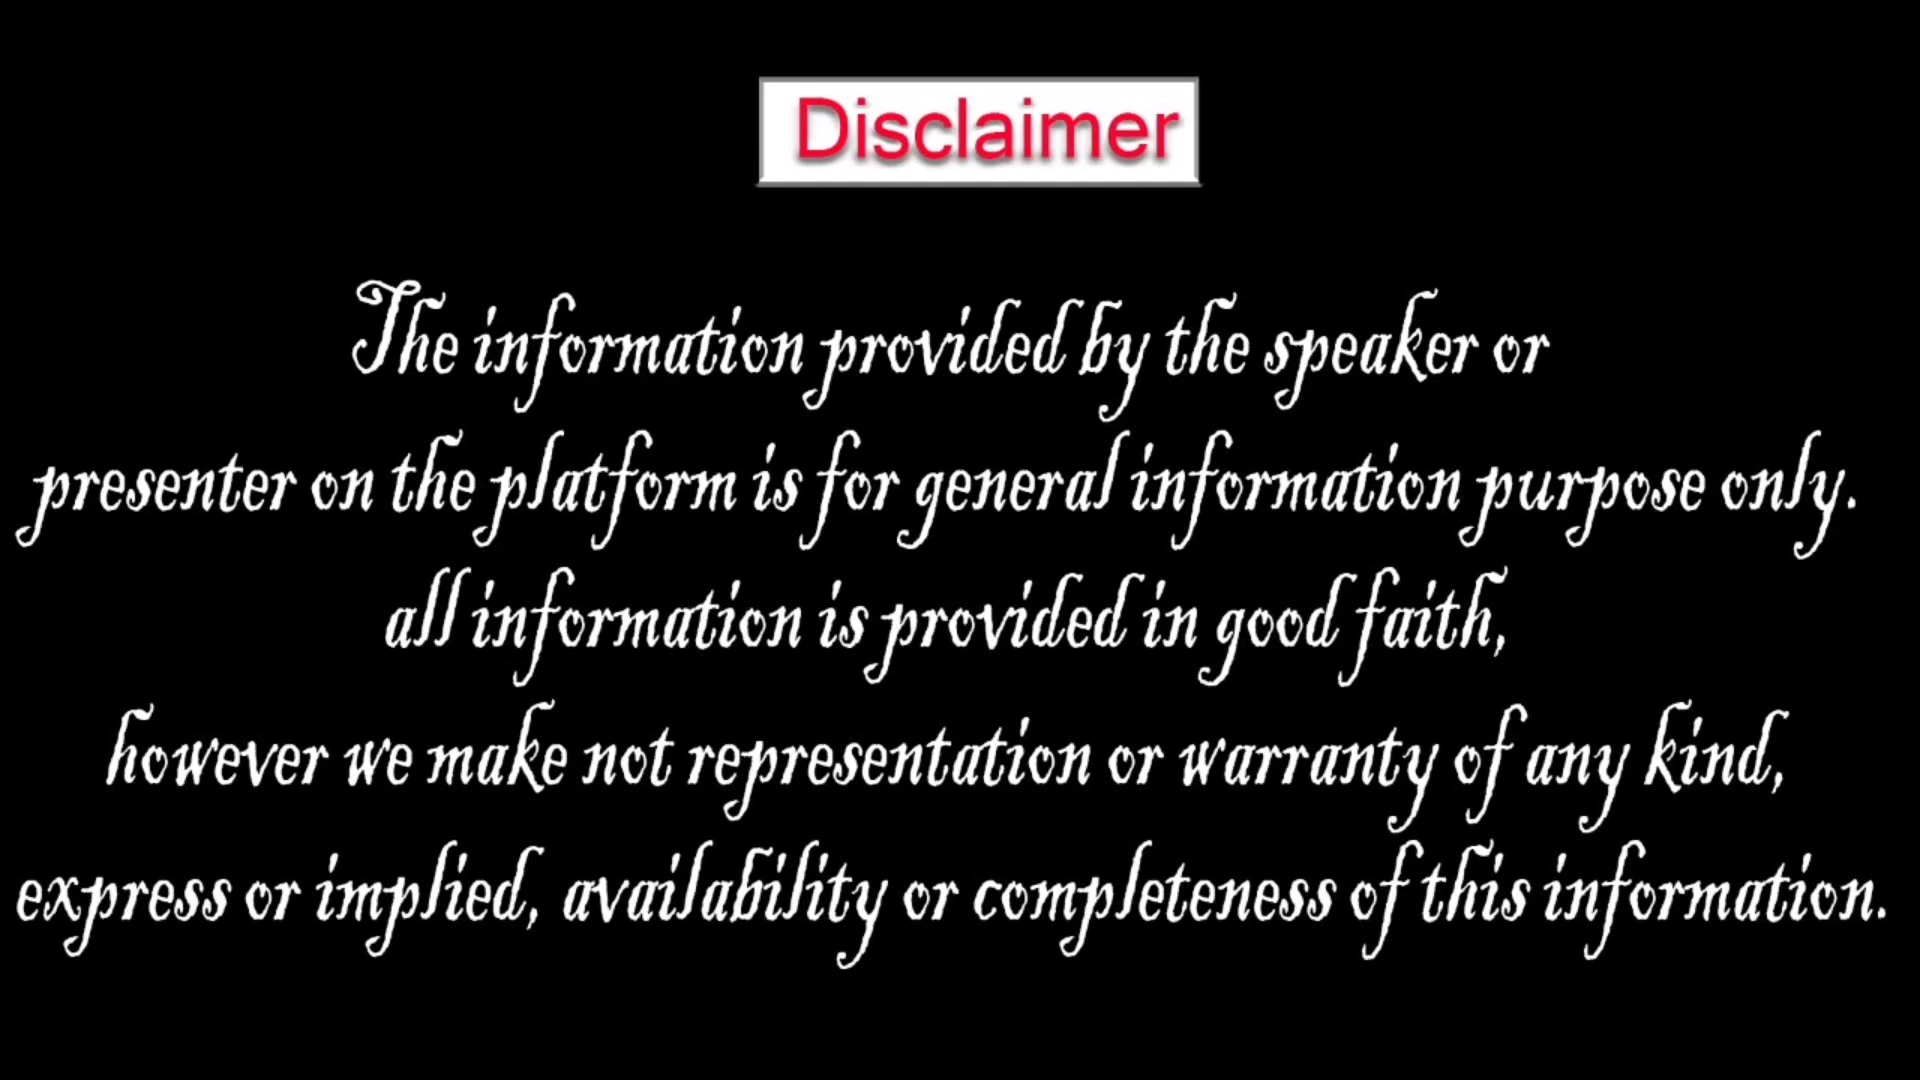 Disclaimer
The information provided by the speaker or
presenter on the platform is for general information purpose only.
all information is provided in good faith,
however we make not representation or warranty of any kind,
express or implied, availability or completeness of this information.